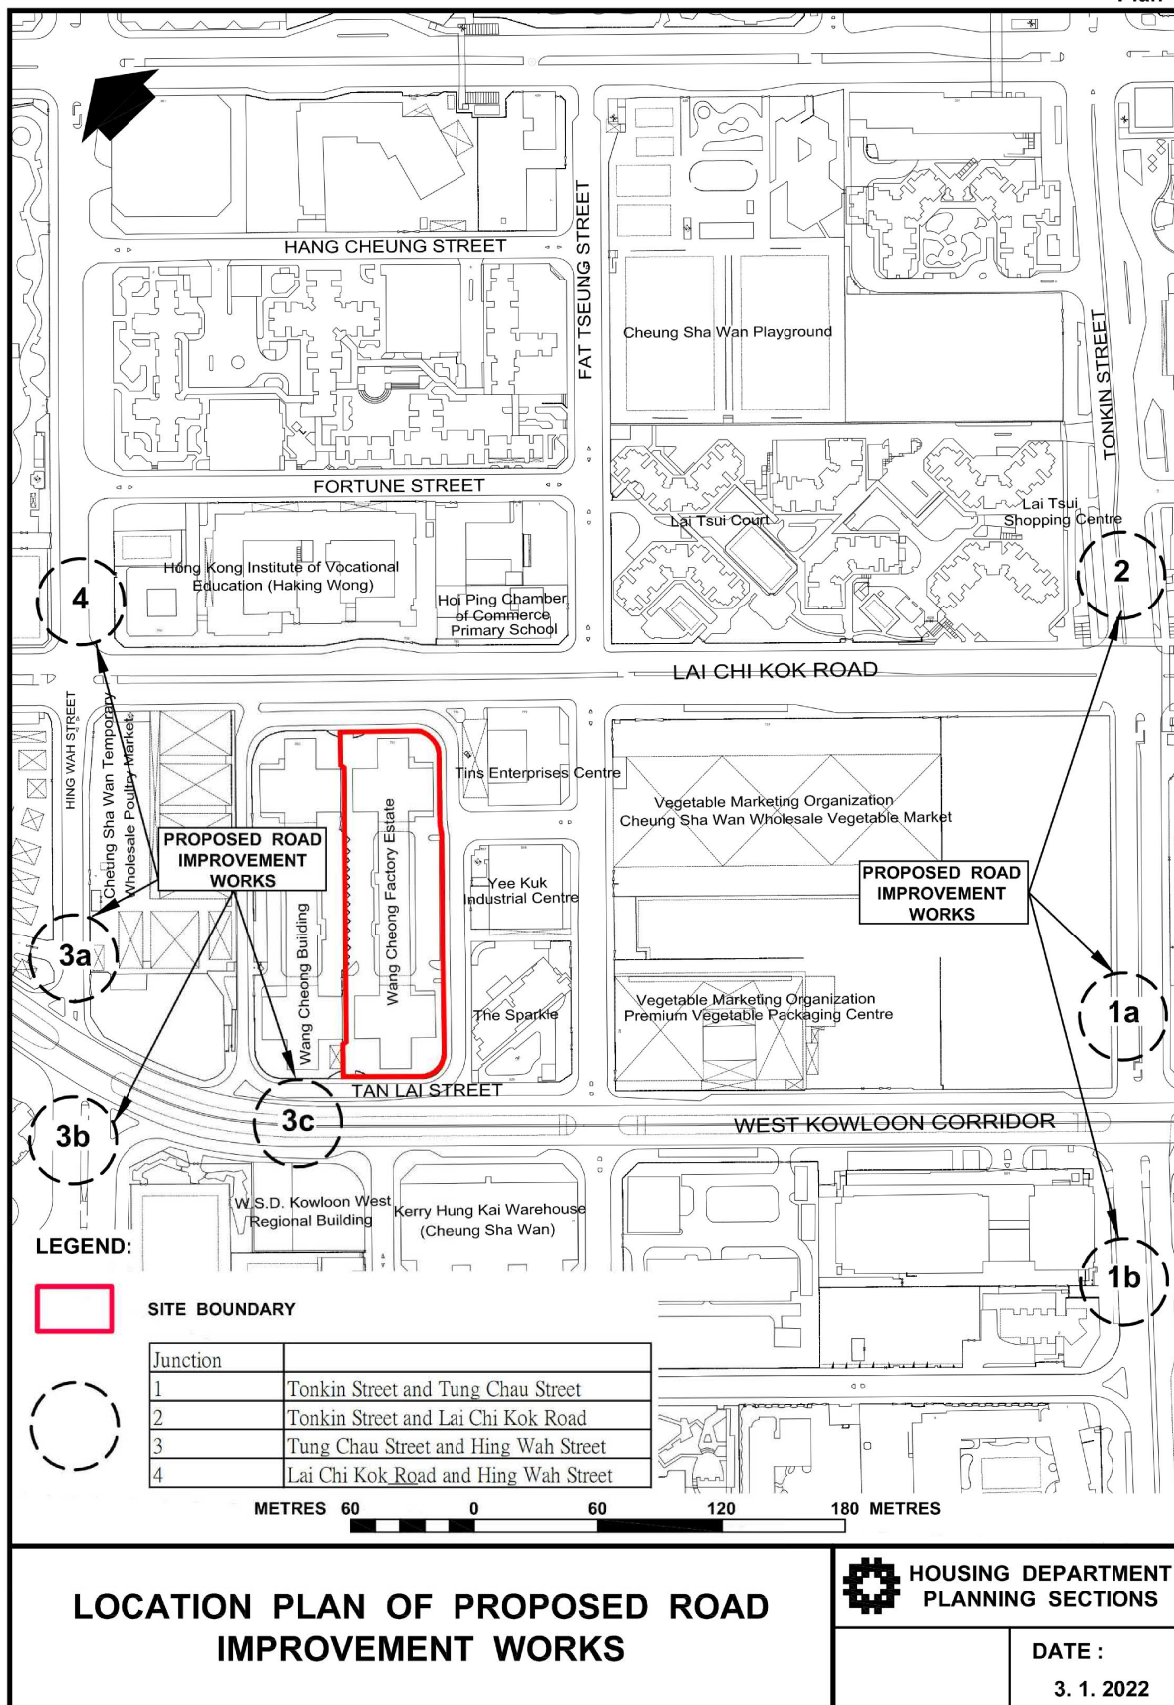 HANG CHEUNG STREET
FAT TSEUNG STREET
Cheung Sha Wan Playground
TONKIN STREET
FORTUNE STREET
Lai Tsui Court
Lai Tsui
Shopping Centre
Hong Kong Institute of Vocational
Education (Haking Wong)
Hoi Ping Chamber
of Commerce
Primary School
4
2
LAI CHI KOK ROAD
HING WAH STREET
Cheung Sha Wan Temporary
Wholesale Poultry Market
Tins Enterprises Centre
Vegetable Marketing Organization
Cheung Sha Wan Wholesale Vegetable Market
PROPOSED ROAD
IMPROVEMENT
WORKS
Wang Cheong Building
Wang Cheong Factory Estate
Yee Kuk
Industrial Centre
PROPOSED ROAD
IMPROVEMENT
WORKS
3a
The Sparkle
Vegetable Marketing Organization
Premium Vegetable Packaging Centre
1a
TAN LAI STREET
3b
3c
WEST KOWLOON CORRIDOR
W.S.D. Kowloon West
Regional Building
Kerry Hung Kai Warehouse
(Cheung Sha Wan)
1b
LEGEND:
SITE BOUNDARY
Junction
1 Tonkin Street and Tung Chau Street
2 Tonkin Street and Lai Chi Kok Road
3 Tung Chau Street and Hing Wah Street
4 Lai Chi Kok Road and Hing Wah Street
METRES 60 0 60 120 180 METRES
LOCATION PLAN OF PROPOSED ROAD
IMPROVEMENT WORKS
HOUSING DEPARTMENT
PLANNING SECTIONS
DATE :
3. 1. 2022